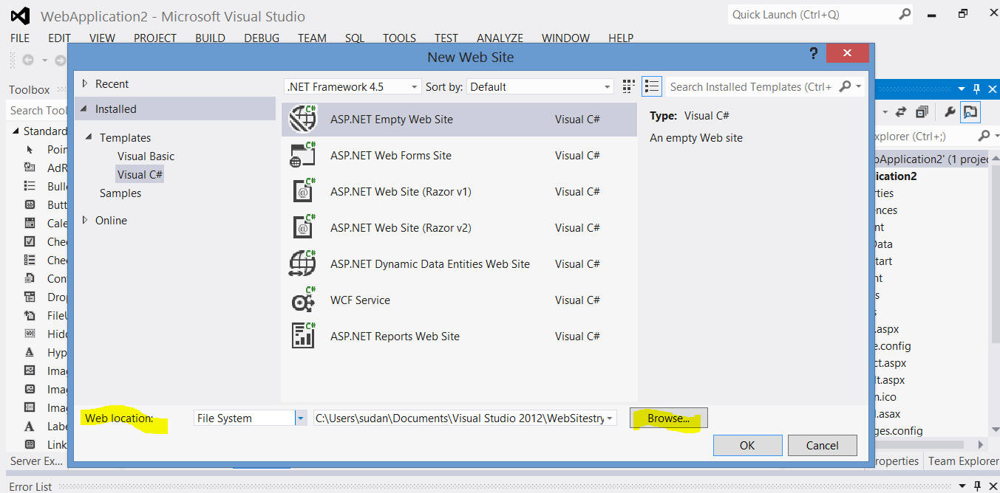 WebApplication2 - Microsoft Visual Studio
Quick Launch (Ctrl+Q)
FILE EDIT VIEW PROJECT BUILD DEBUG TEAM SQL TOOLS TEST ANALYZE WINDOW HELP
New Web Site
?
Toolbox
Search Tool
Standard
Poin
AdR
Bulle
Butt
Cale
Chec
Chec
Con
Drop
FileU
Hidd
Hyp
Imag
Imag
Imag
Labe
Link
Server Ex...
Recent
Installed
Templates
Visual Basic
Visual C#
Samples
Online
.NET Framework 4.5
Sort by: Default
Search Installed Templates (Ctrl+
ASP.NET Empty Web Site Visual C#
ASP.NET Web Forms Site Visual C#
ASP.NET Web Site (Razor v1) Visual C#
ASP.NET Web Site (Razor v2) Visual C#
ASP.NET Dynamic Data Entities Web Site Visual C#
WCF Service Visual C#
ASP.NET Reports Web Site Visual C#
Type: Visual C#
An empty Web site
Web location: File System C:\Users\sudan\Documents\Visual Studio 2012\WebSitestry Browse...
OK Cancel
xplorer (Ctrl+;)
bApplication2' (1 projec
ication2
rties
ences
nt
Data
tart
nt
s
s
.aspx
e.config
ct.aspx
lt.aspx
n.ico
l.asax
ges.config
roperties Team Explorer
Error List